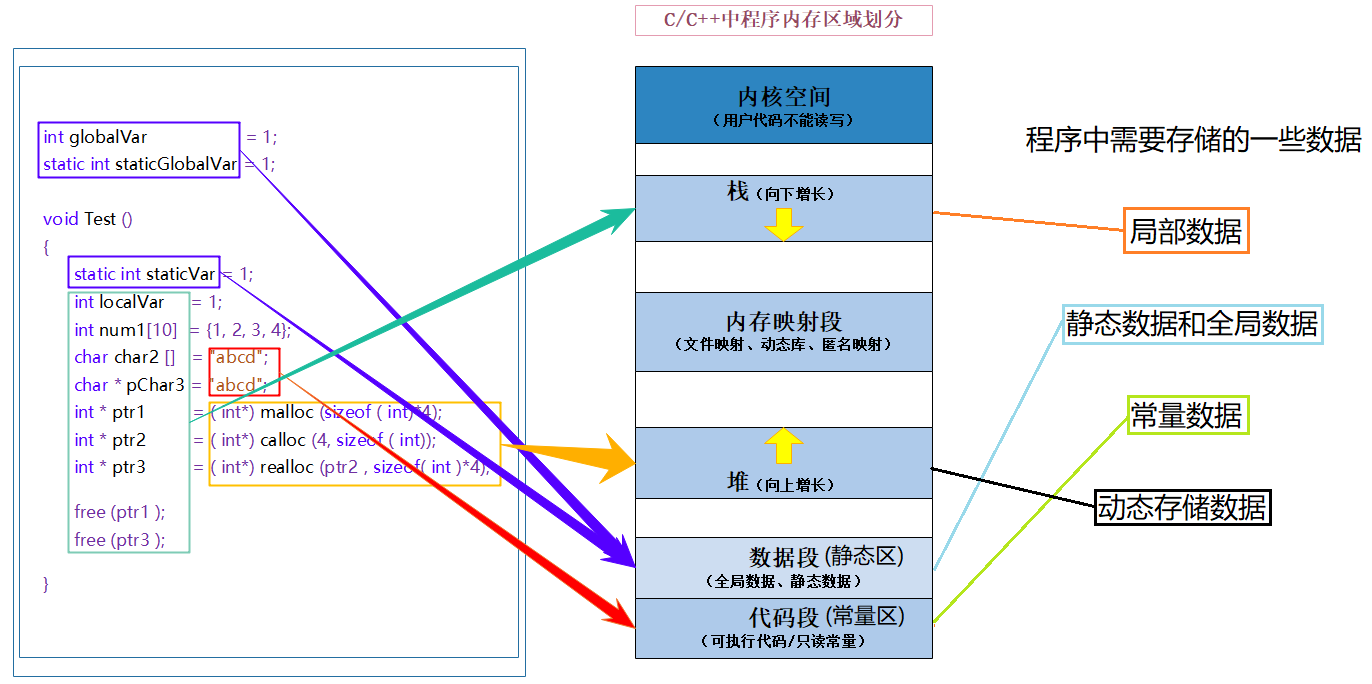 C/C++中程序内存区域划分
int globalVar = 1;
static int staticGlobalVar = 1;
void Test ()
{
static int staticVar = 1;
int localVar = 1;
int num1[10] = {1, 2, 3, 4};
char char2 [] = "abcd";
char * pChar3 = "abcd";
int * ptr1 = ( int*) malloc (sizeof ( int)*4);
int * ptr2 = ( int*) calloc (4, sizeof ( int));
int * ptr3 = ( int*) realloc (ptr2 , sizeof( int )*4);
free (ptr1 );
free (ptr3 );
}
内核空间
(用户代码不能读写)
栈 (向下增长)
内存映射段
(文件映射、动态库、匿名映射)
堆 (向上增长)
数据段 (静态区)
(全局数据、静态数据)
代码段 (常量区)
(可执行代码/只读常量)
程序中需要存储的一些数据
局部数据
静态数据和全局数据
常量数据
动态存储数据